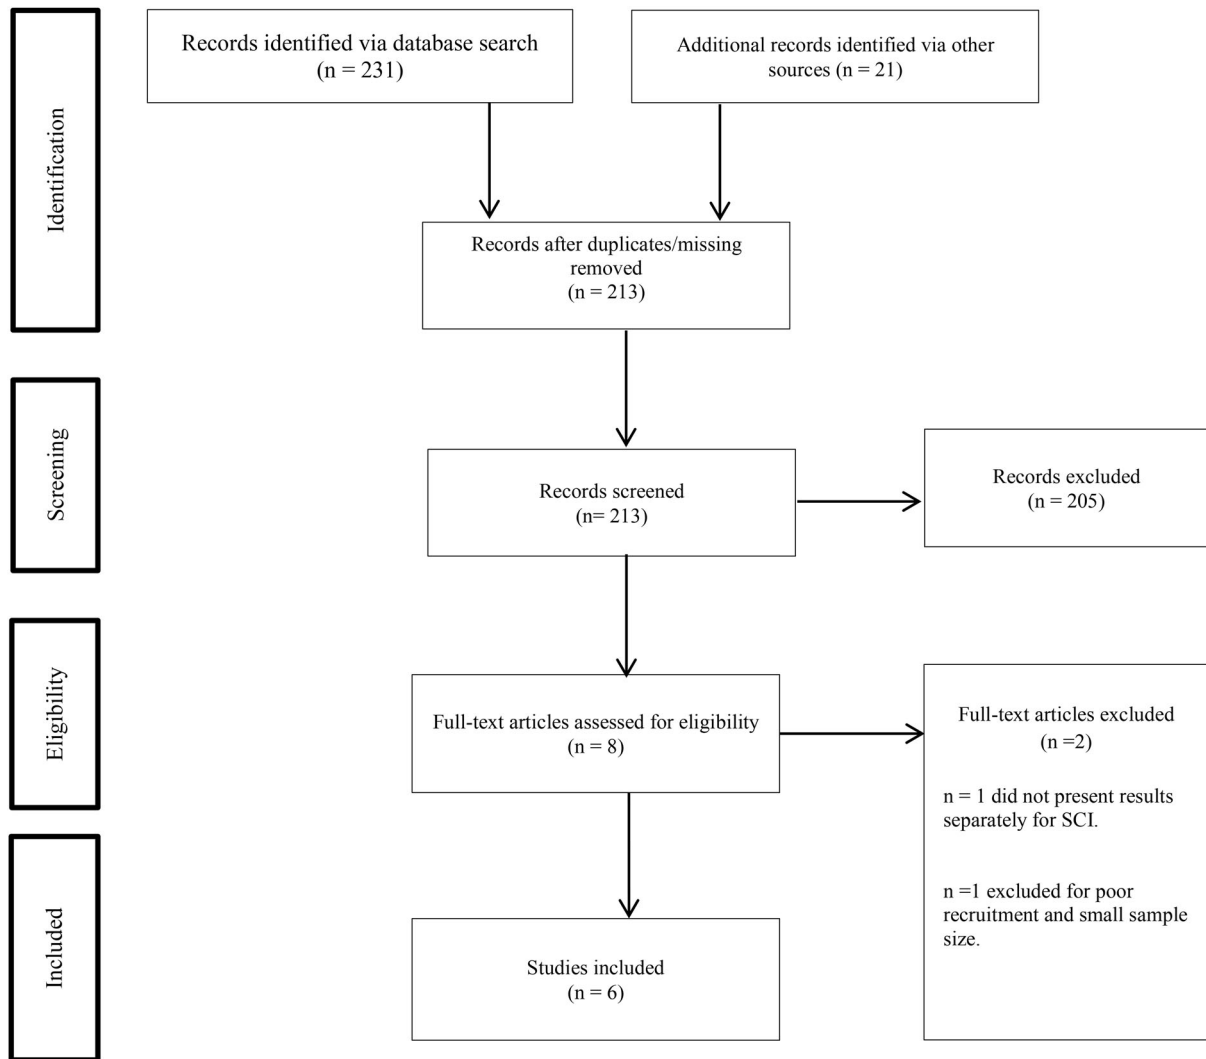 Identification
Records identified via database search
(n = 231)
Additional records identified via other
sources (n = 21)
Records after duplicates/missing
removed
(n = 213)
Screening
Records screened
(n= 213)
Records excluded
(n = 205)
Eligibility
Full-text articles assessed for eligibility
(n = 8)
Full-text articles excluded
(n =2)
n = 1 did not present results
separately for SCI.
n =1 excluded for poor
recruitment and small sample
size.
Included
Studies included
(n = 6)